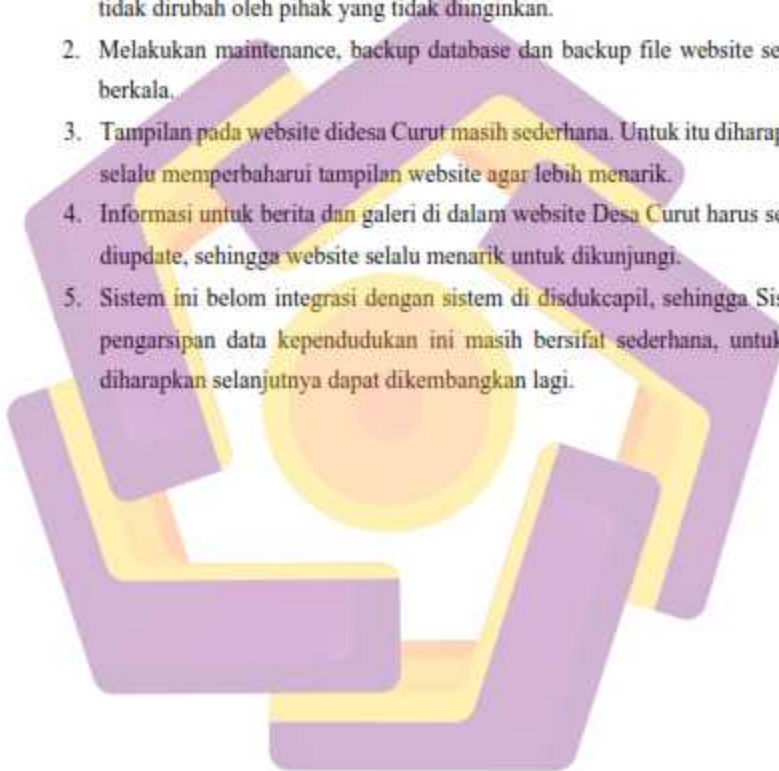 tidak dirubah oleh pihak yang tidak diinginkan.
2. Melakukan maintenance, backup database dan backup file website se
berkala.
3. Tampilan pada website didesa Curut masih sederhana. Untuk itu diharap
selalu memperbaharui tampilan website agar lebih menarik.
4. Informasi untuk berita dan galeri di dalam website Desa Curut harus se
diupdate, sehingga website selalu menarik untuk dikunjungi.
5. Sistem ini belom integrasi dengan sistem di disdukcapil, sehingga Sis
pengarsipan data kependudukan ini masih bersifat sederhana, untuk
diharapkan selanjutnya dapat dikembangkan lagi.